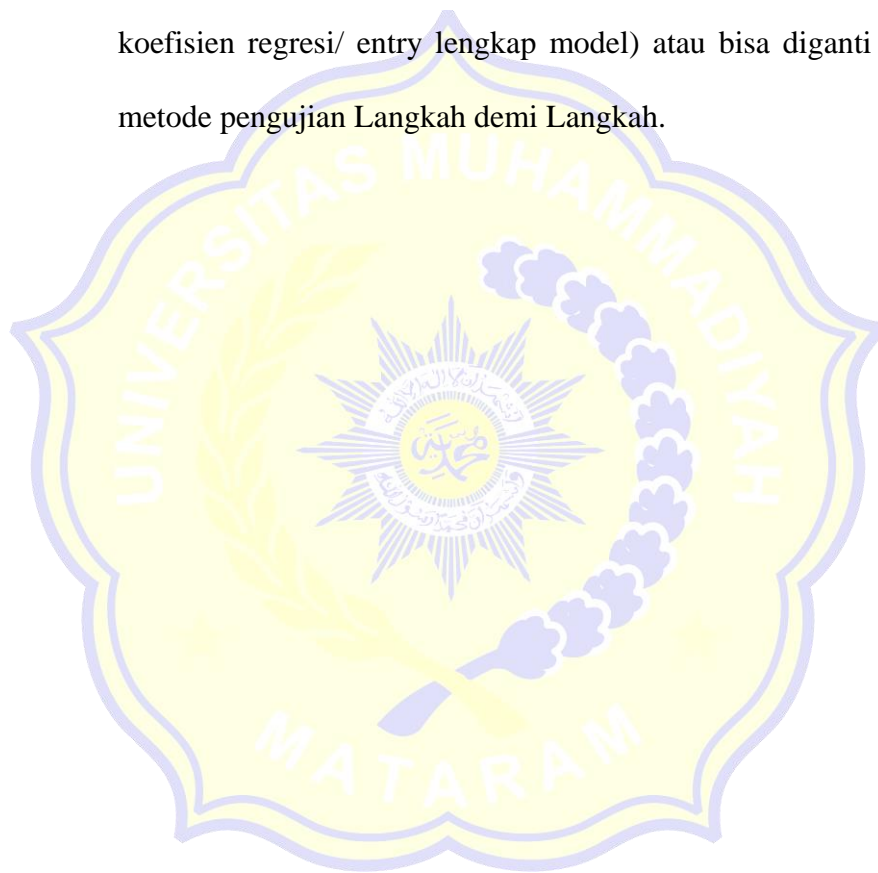 koefisien regresi/ entry lengkap model) atau bisa diganti
metode pengujian Langkah demi Langkah.
UNIVERSITAS MUHAMMADIYAH
MATARAM